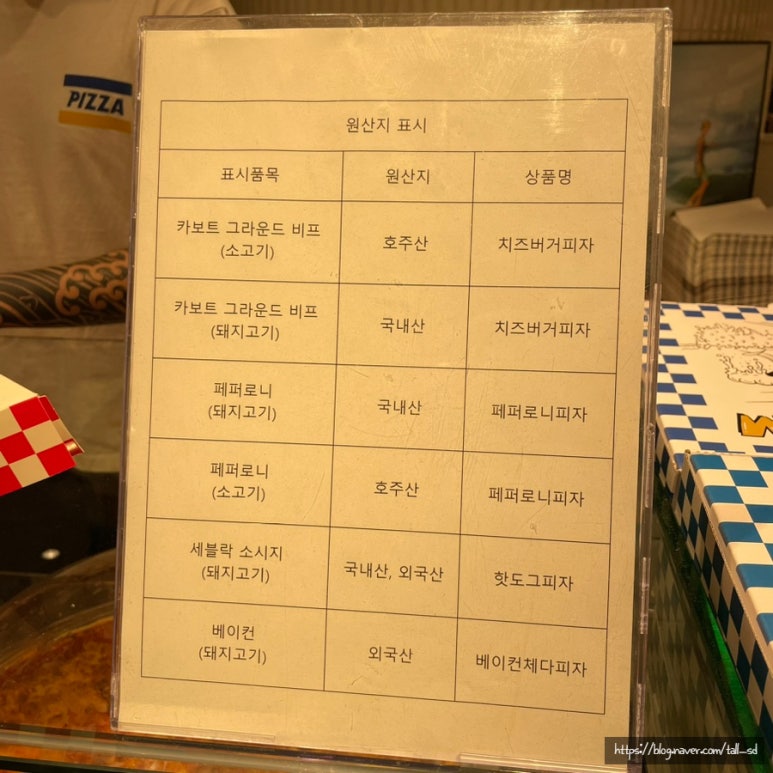 PIZZA
원산지 표시
표시품목 원산지 상품명
카보트 그라운드 비프
(소고기) 호주산 치즈버거피자
카보트 그라운드 비프
(돼지고기) 국내산 치즈버거피자
페퍼로니
(돼지고기) 국내산 페퍼로니피자
페퍼로니
(소고기) 호주산 페퍼로니피자
세블락 소시지
(돼지고기) 국내산, 외국산 핫도그피자
베이컨
(돼지고기) 외국산 베이컨체다피자
https://blog.naver.com/tall_sd